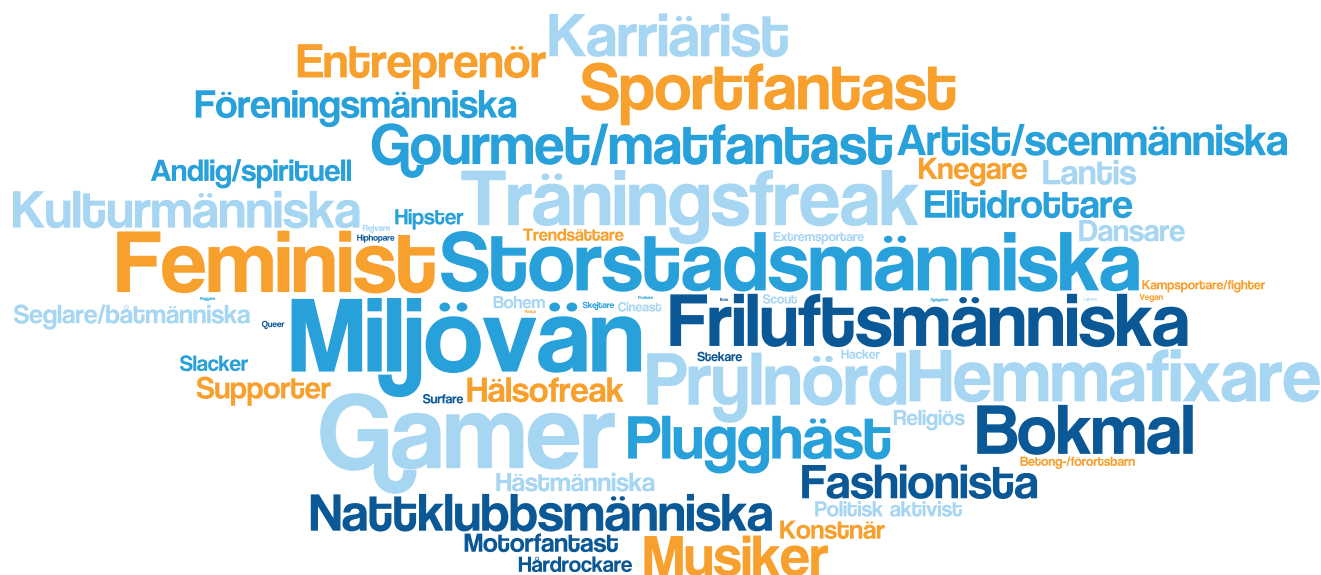 Karriärist
Entreprenör
Sportfantast
Föreningsmänniska
Gourmet/matfantast
Artist/scenmänniska
Andlig/spirituell
Knegare
Lantis
Träningsfreak
Kulturmänniska
Hipster
Elitidrottare
Rejvare
Hiphopare
Trendsättare
Extremsportare
Dansare
Feminist
Storstadsmänniska
Kampsportare/fighter
Vegan
Seglare/båtmänniska
Queer
Miljövän
Bohem
Skejtare
Cineast
Scout
Friluftsmänniska
Slacker
Stekare
Hacker
Supporter
Surfare
Hälsofreak
Prylnörd
Hemmafixare
Gamer
Plugghäst
Religiös
Bokmal
Betong-/förortsbarn
Hästmänniska
Fashionista
Nattklubbsmänniska
Politisk aktivist
Konstnär
Motorfantast
Musiker
Hårdrockare